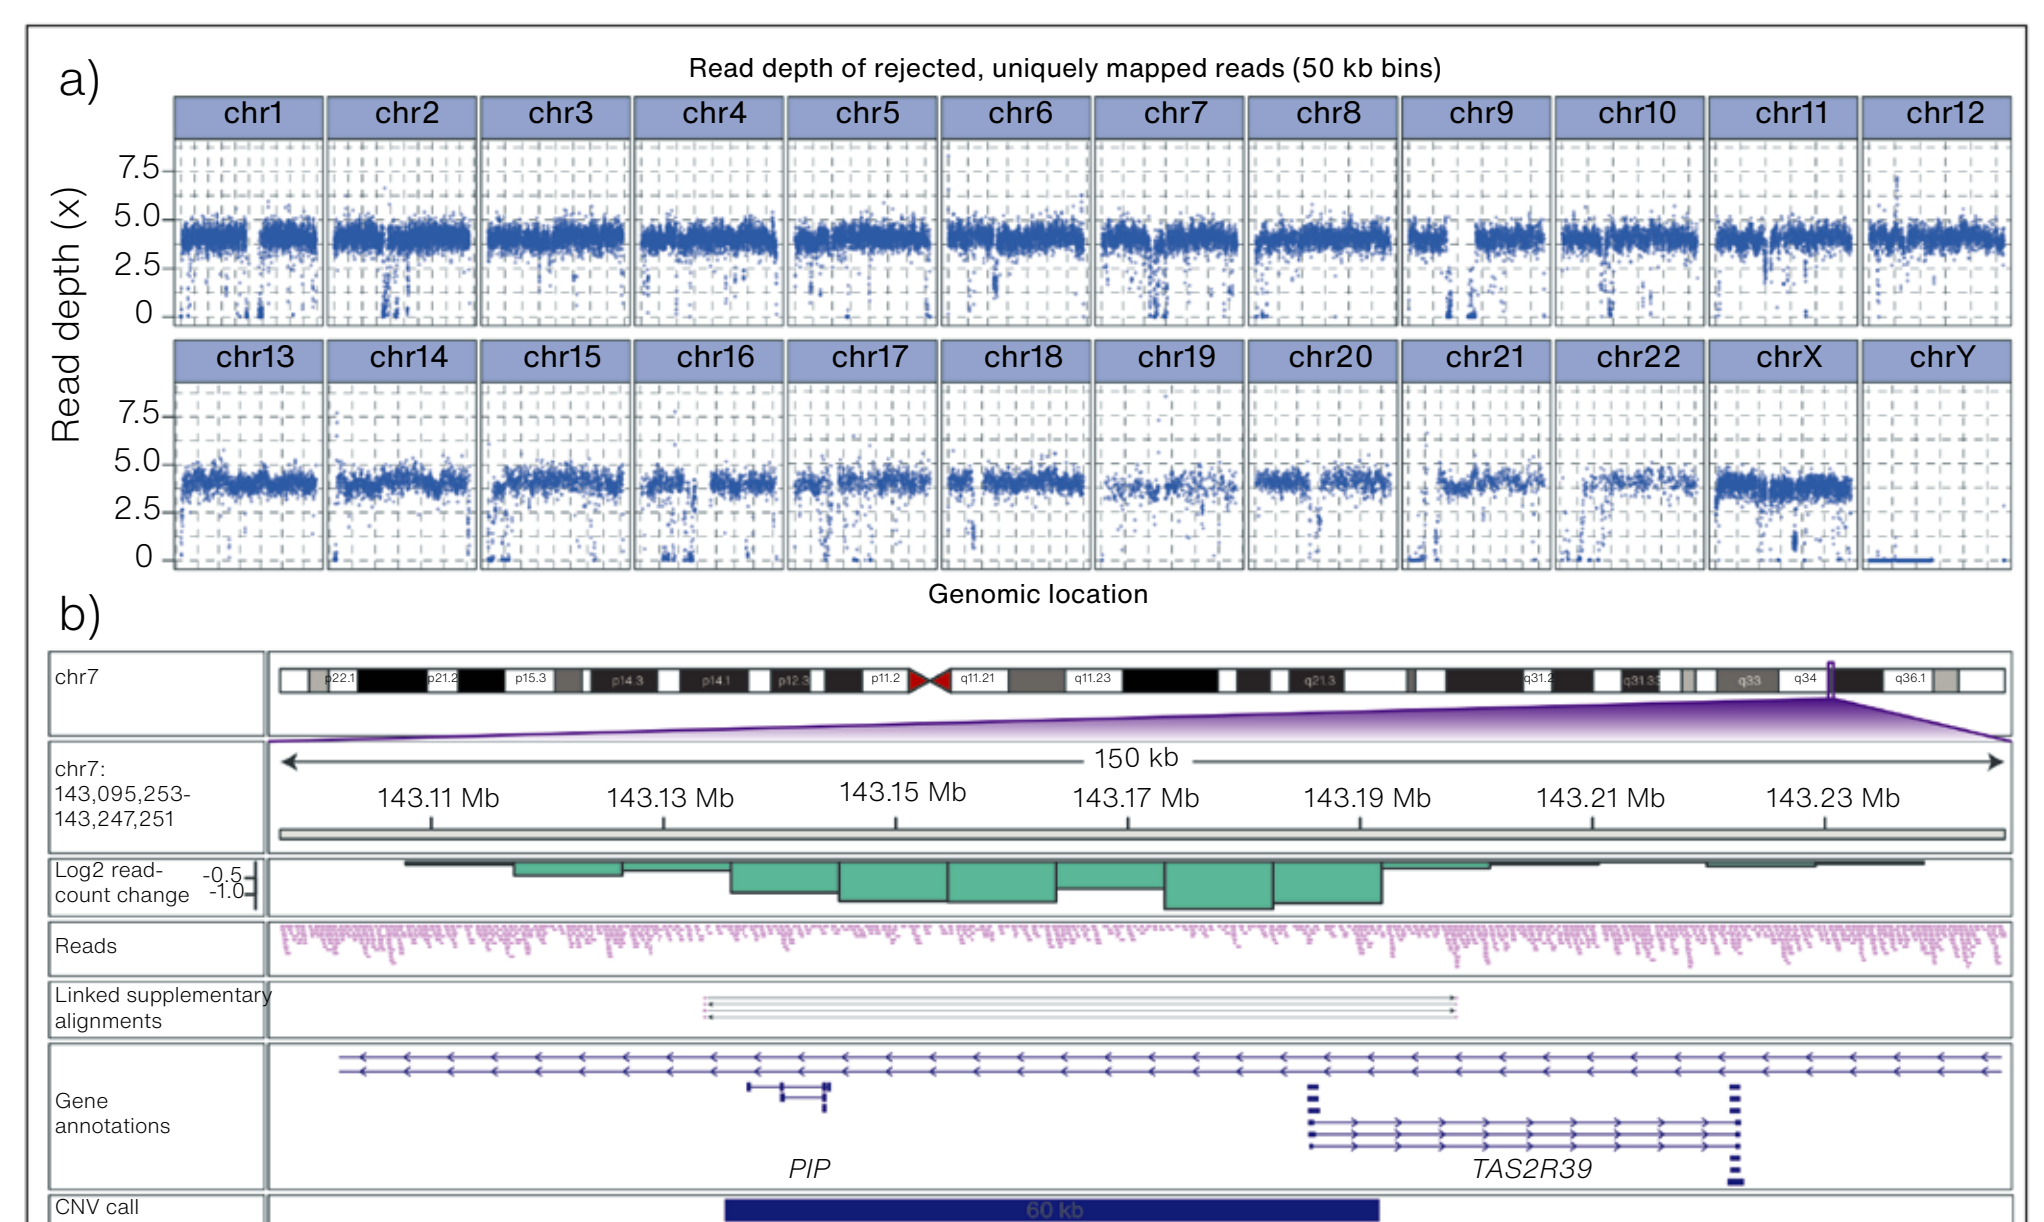 a)
Read depth of rejected, uniquely mapped reads (50 kb bins)
chr1 chr2 chr3 chr4 chr5 chr6 chr7 chr8 chr9 chr10 chr11 chr12
Read depth (x)
7.5
5.0
2.5
0
chr13 chr14 chr15 chr16 chr17 chr18 chr19 chr20 chr21 chr22 chrX chrY
7.5
5.0
2.5
0
Genomic location
b)
chr7
p22.1 p21.2 p15.3 p14.3 p14.1 p12.3 p11.2 q11.21 q11.23 q21.3 q31.2 q31.33 q33 q34 q36.1
chr7:
143,095,253-
143,247,251
150 kb
143.11 Mb 143.13 Mb 143.15 Mb 143.17 Mb 143.19 Mb 143.21 Mb 143.23 Mb
Log2 read-
count change
-0.5
-1.0
Reads
Linked supplementary
alignments
Gene
annotations
PIP TAS2R39
CNV call
60 kb